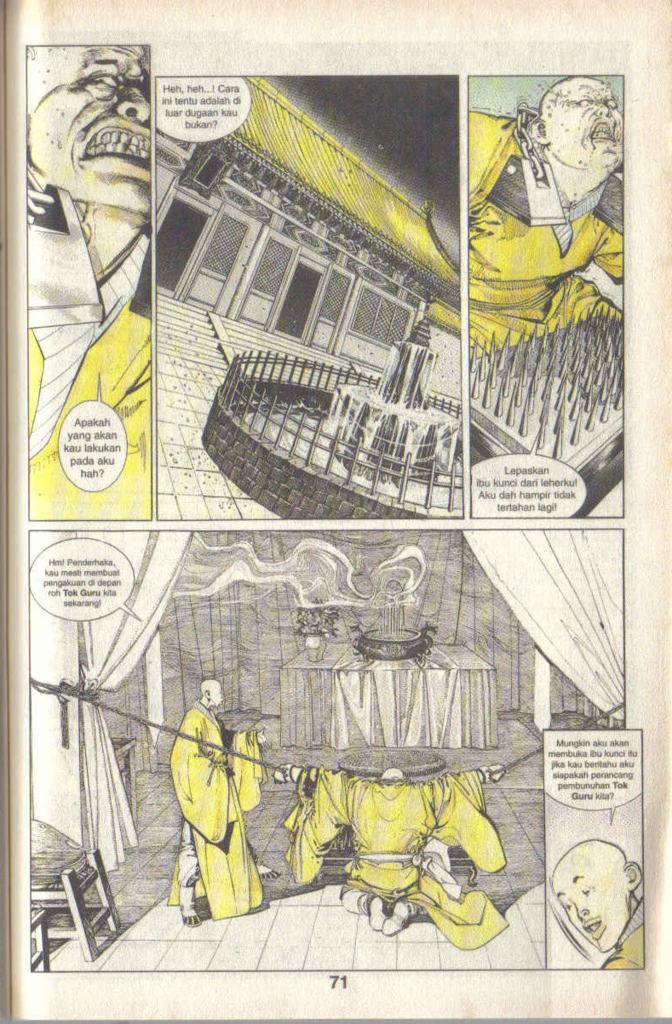 Apakah
yang akan
kau lakukan
pada aku
hah?
Heh, heh...! Cara
ini tentu adalah di
luar dugaan kau
bukan?
Lepaskan
ibu kunci dari leherku!
Aku dah hampir tidak
tertahan lagi!
Hm! Penderhaka,
kau mesti membuat
pengakuan di depan
roh Tok Guru kita
sekarang!
Mungkin aku akan
membuka ibu kunci itu
jika kau beritahu aku
siapakah perancang
pembunuhan Tok
Guru kita?
71